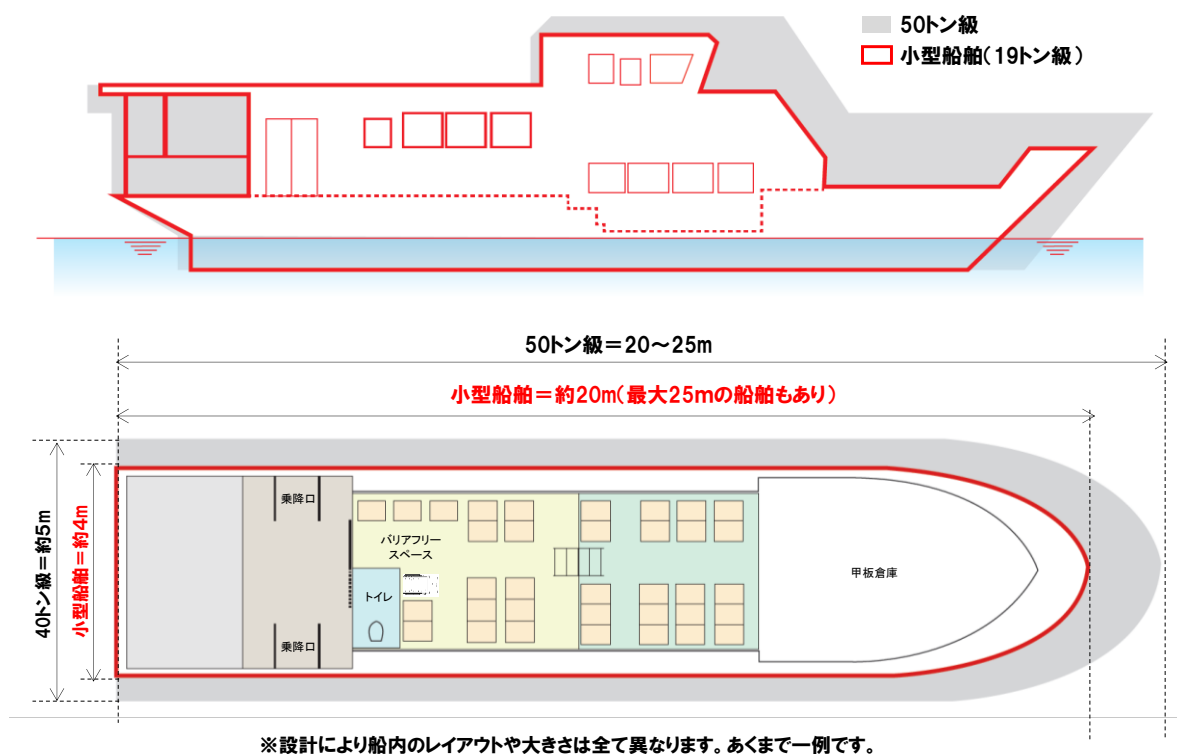 50トン級
小型船舶(19トン級)
50トン級=20~25m
小型船舶=約20m(最大25mの船舶もあり)
40トン級=約5m
小型船舶=約4m
乗降口
バリアフリー
スペース
トイレ
乗降口
甲板倉庫
※設計により船内のレイアウトや大きさは全て異なります。あくまで一例です。